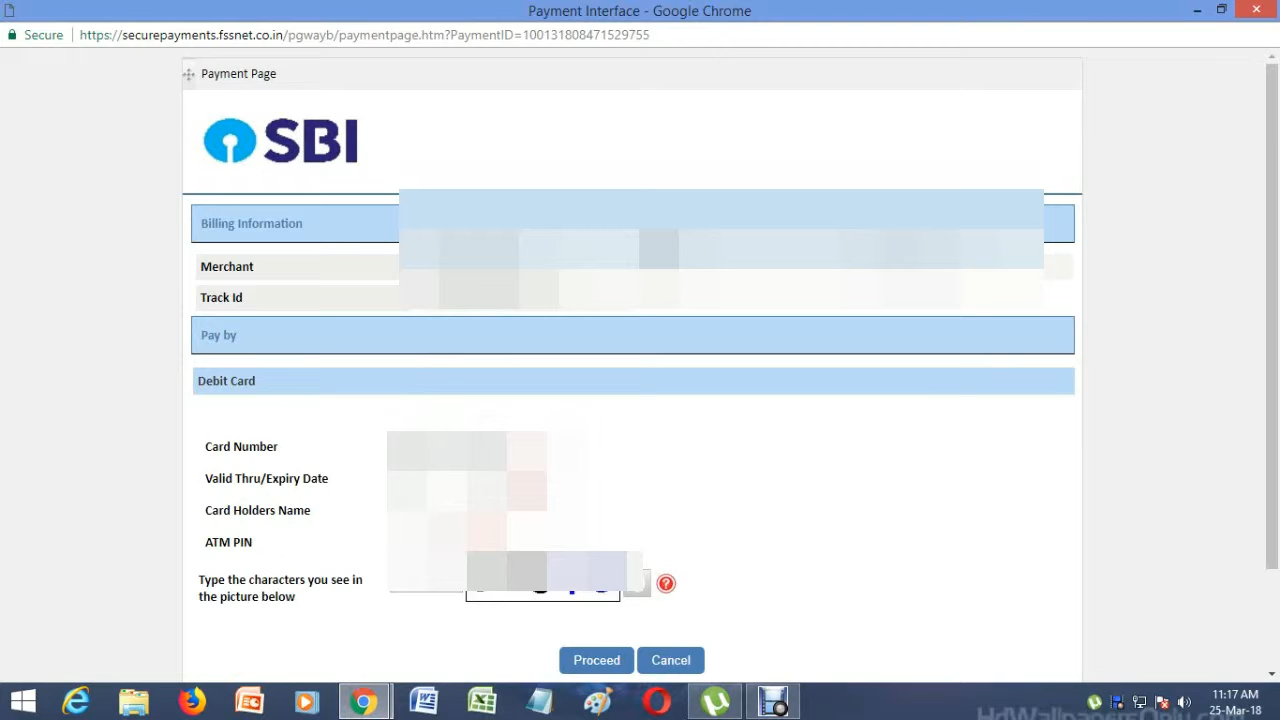 Payment Interface - Google Chrome
Secure https://securepayments.fssnet.co.in/pgwayb/paymentpage.htm?PaymentID=100131808471529755
Payment Page
SBI
Billing Information
Merchant
Track Id
Pay by
Debit Card
Card Number
Valid Thru/Expiry Date
Card Holders Name
ATM PIN
Type the characters you see in
the picture below
?
Proceed Cancel
11:17 AM
25-Mar-18
HdWallpapersOnly.com